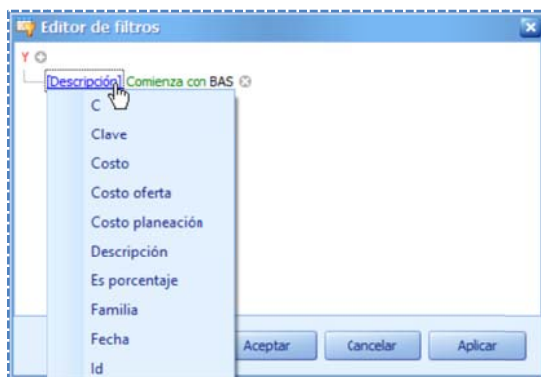 Editor de filtros
Y
[Descripción] Comienza con BAS
C
Clave
Costo
Costo oferta
Costo planeación
Descripción
Es porcentaje
Familia
Fecha
Id
Aceptar Cancelar Aplicar